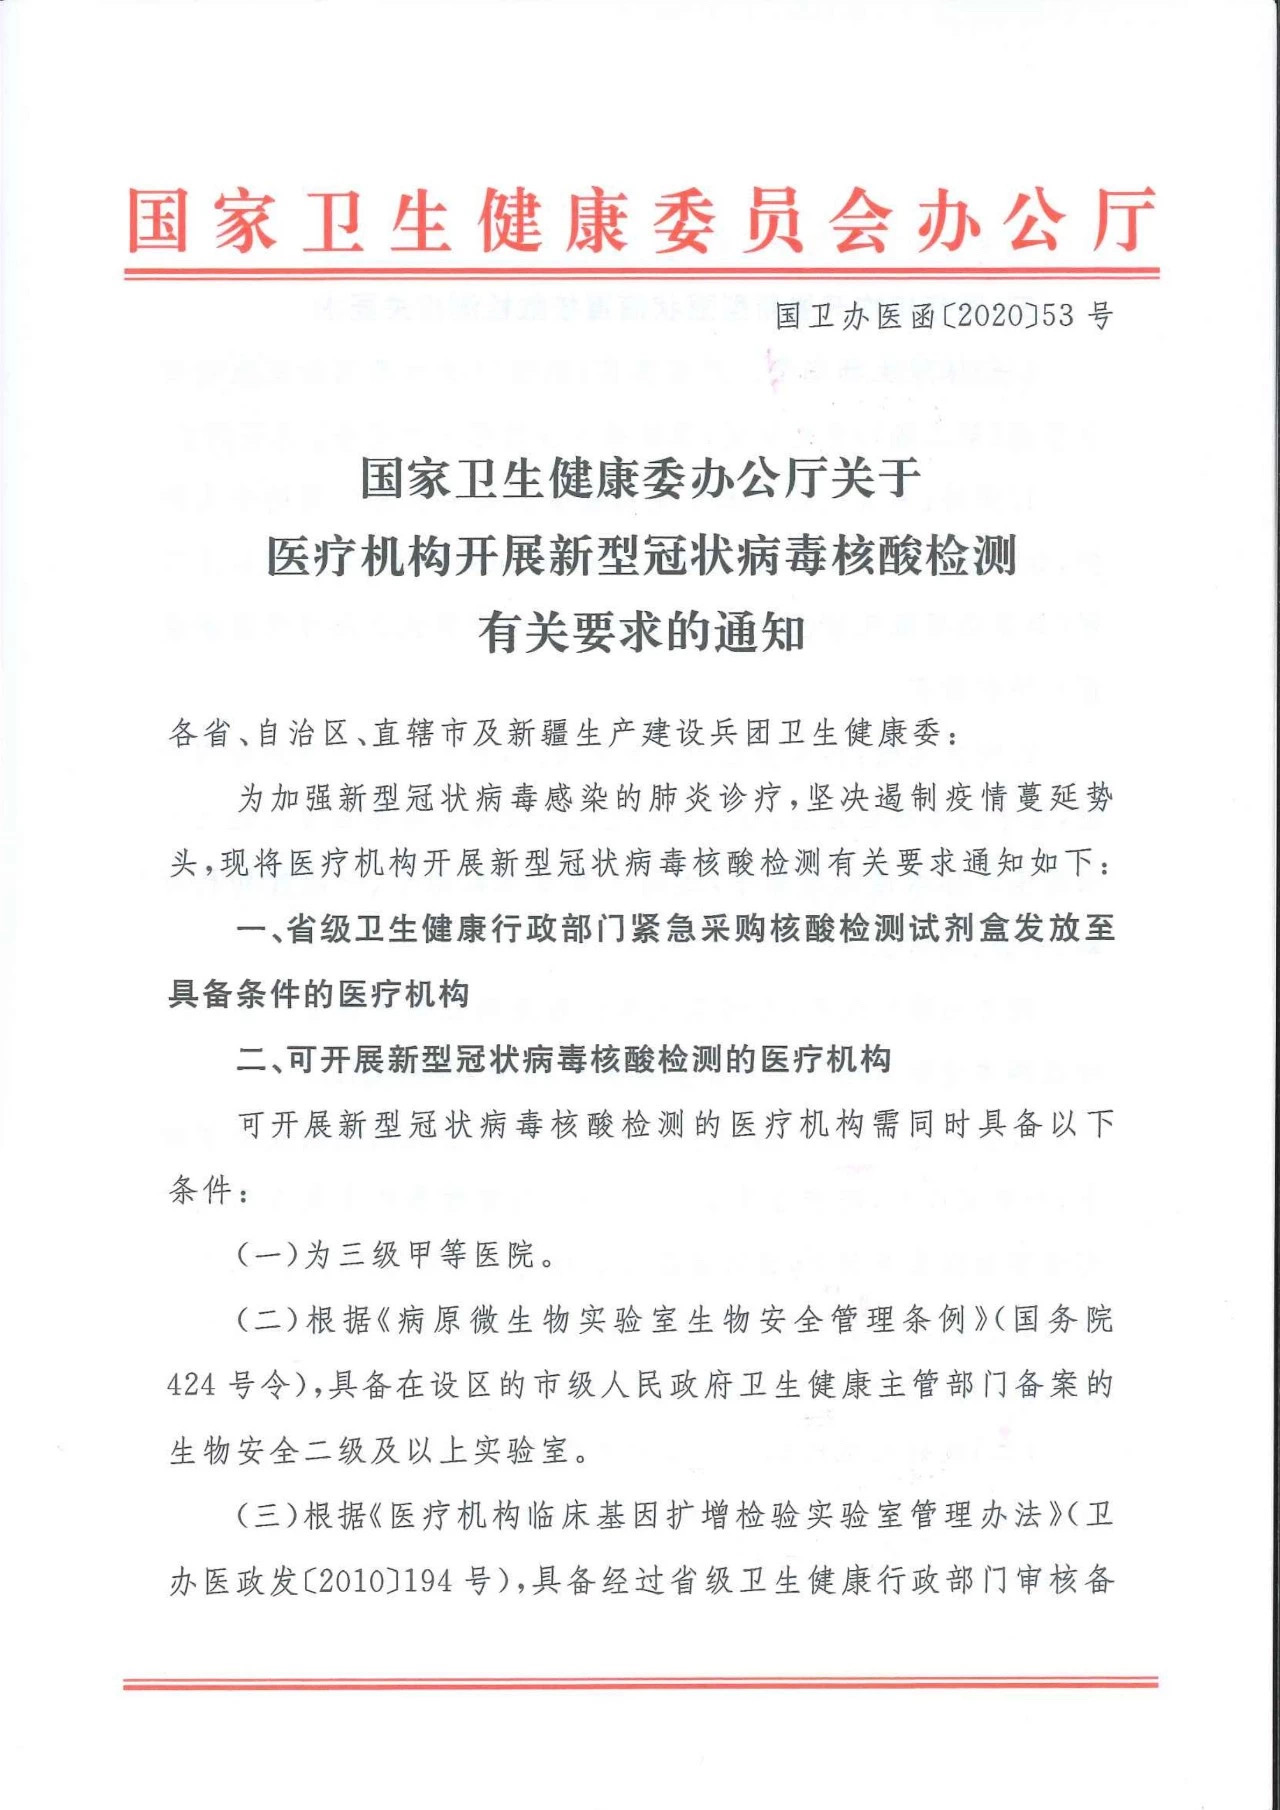 国家卫生健康委员会办公厅
国卫办医函〔2020〕53号
国家卫生健康委办公厅关于
医疗机构开展新型冠状病毒核酸检测
有关要求的通知
各省、自治区、直辖市及新疆生产建设兵团卫生健康委：
为加强新型冠状病毒感染的肺炎诊疗，坚决遏制疫情蔓延势
头，现将医疗机构开展新型冠状病毒核酸检测有关要求通知如下：
一、省级卫生健康行政部门紧急采购核酸检测试剂盒发放至
具备条件的医疗机构
二、可开展新型冠状病毒核酸检测的医疗机构
可开展新型冠状病毒核酸检测的医疗机构需同时具备以下
条件：
（一）为三级甲等医院。
（二）根据《病原微生物实验室生物安全管理条例》（国务院
424号令），具备在设区的市级人民政府卫生健康主管部门备案的
生物安全二级及以上实验室。
（三）根据《医疗机构临床基因扩增检验实验室管理办法》（卫
办医政发〔2010〕194号），具备经过省级卫生健康行政部门审核备